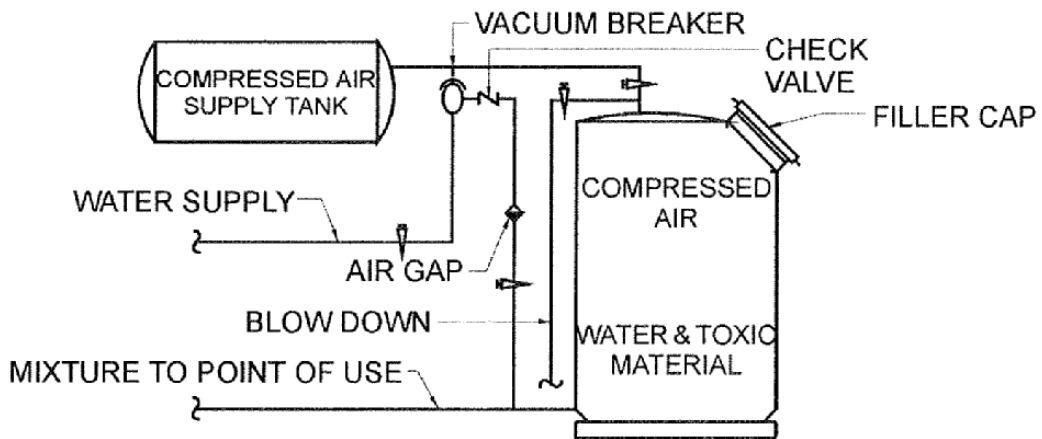 VACUUM BREAKER
COMPRESSED AIR
SUPPLY TANK
CHECK
VALVE
FILLER CAP
COMPRESSED
AIR
WATER SUPPLY
AIR GAP
BLOW DOWN
WATER & TOXIC
MATERIAL
MIXTURE TO POINT OF USE